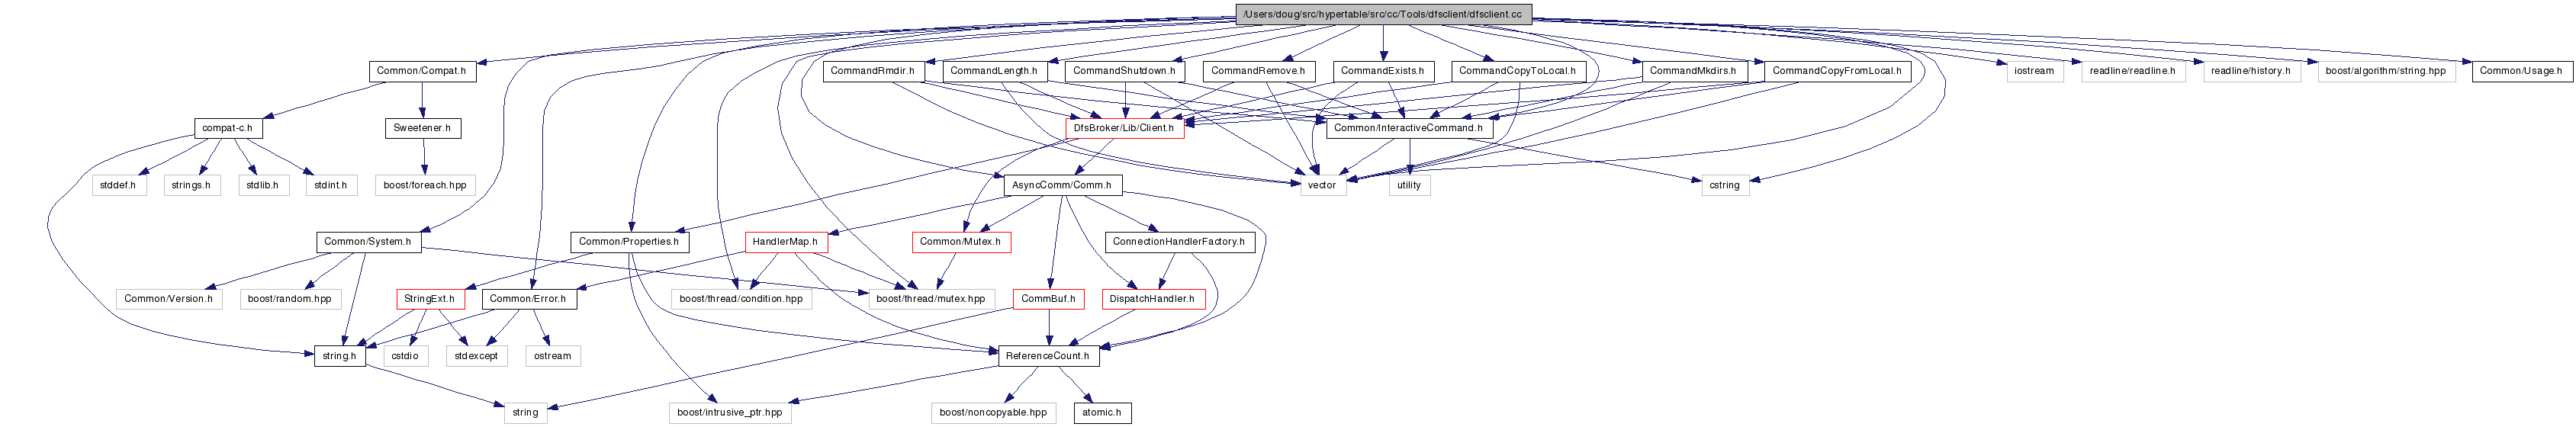 /Users/doug/src/hypertable/src/cc/Tools/dfsclient/dfsclient.cc
Common/Compat.h
CommandRmdir.h
CommandLength.h
CommandShutdown.h
CommandRemove.h
CommandExists.h
CommandCopyToLocal.h
CommandMkdirs.h
CommandCopyFromLocal.h
iostream
readline/readline.h
readline/history.h
boost/algorithm/string.hpp
Common/Usage.h
compat-c.h
Sweetener.h
DfsBroker/Lib/Client.h
Common/InteractiveCommand.h
stddef.h
strings.h
stdlib.h
stdint.h
boost/foreach.hpp
AsyncComm/Comm.h
vector
utility
cstring
Common/System.h
Common/Properties.h
HandlerMap.h
Common/Mutex.h
ConnectionHandlerFactory.h
Common/Version.h
boost/random.hpp
StringExt.h
Common/Error.h
boost/thread/condition.hpp
boost/thread/mutex.hpp
CommBuf.h
DispatchHandler.h
string.h
cstdio
stdexcept
ostream
ReferenceCount.h
string
boost/intrusive_ptr.hpp
boost/noncopyable.hpp
atomic.h